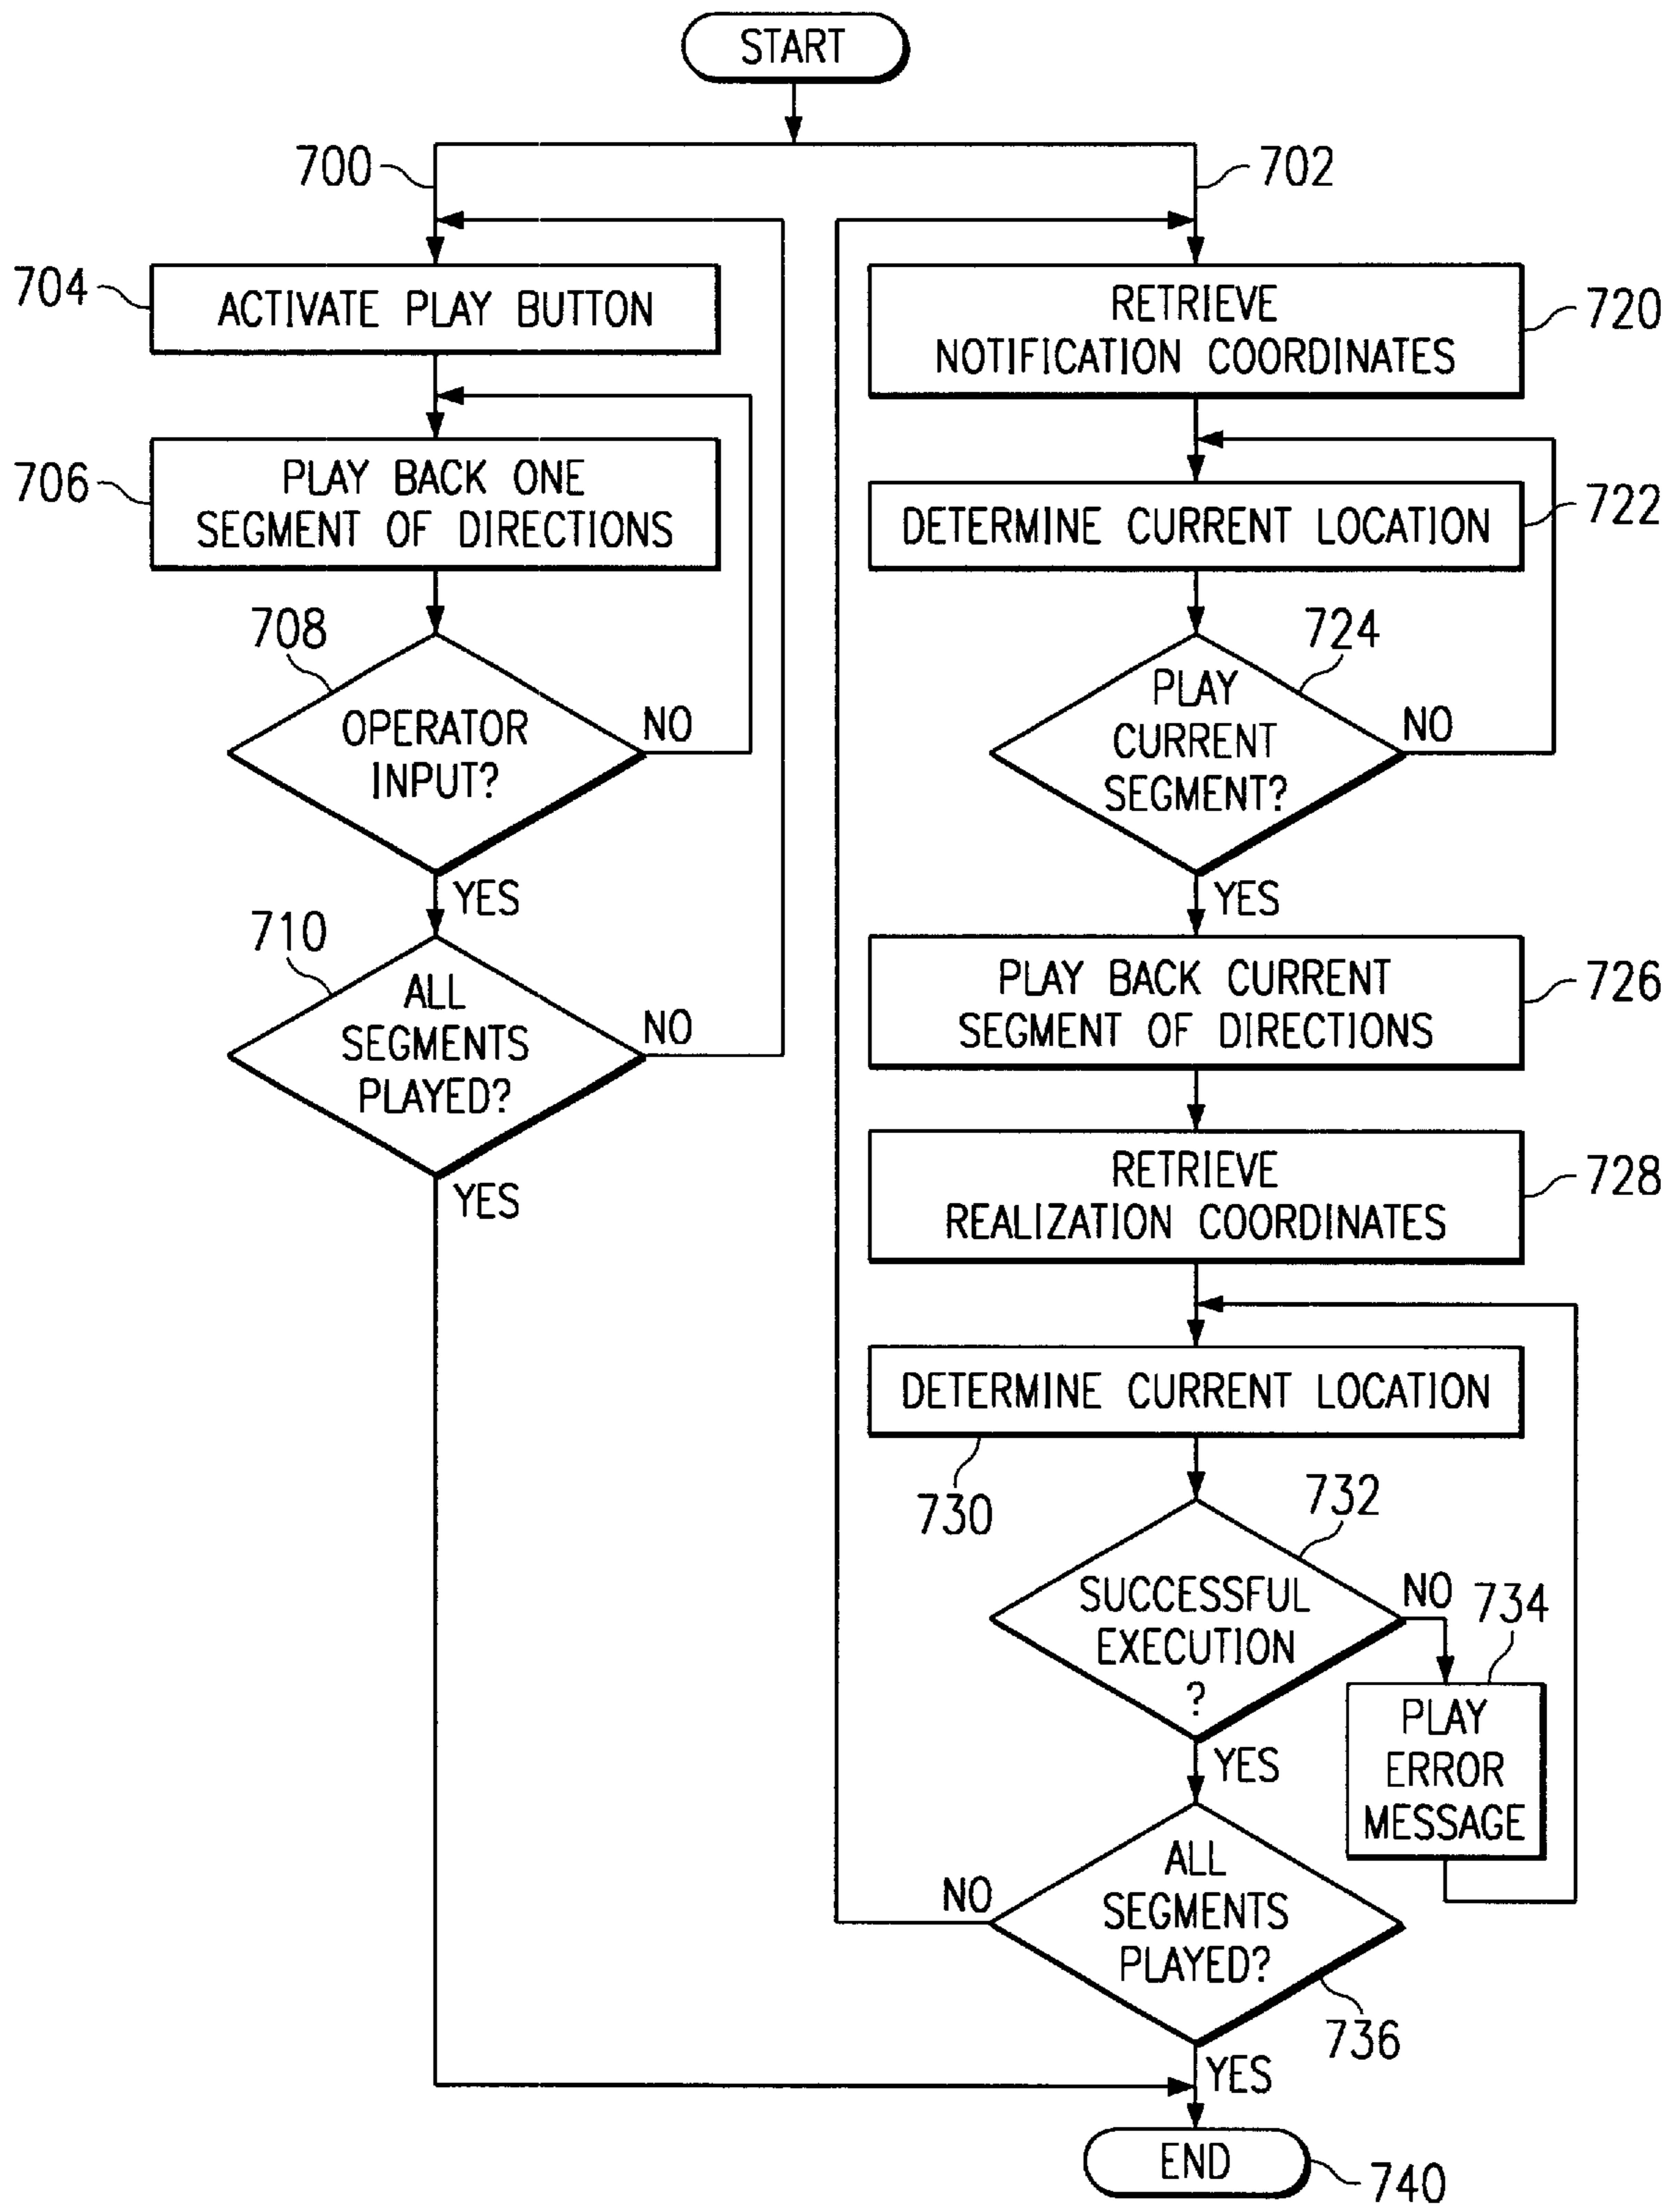 START
700
702
704
ACTIVATE PLAY BUTTON
706
PLAY BACK ONE
SEGMENT OF DIRECTIONS
708
OPERATOR
INPUT?
NO
YES
710
ALL
SEGMENTS
PLAYED?
NO
YES
RETRIEVE
NOTIFICATION COORDINATES
720
DETERMINE CURRENT LOCATION
722
724
PLAY
CURRENT
SEGMENT?
NO
YES
PLAY BACK CURRENT
SEGMENT OF DIRECTIONS
726
RETRIEVE
REALIZATION COORDINATES
728
DETERMINE CURRENT LOCATION
730
732
SUCCESSFUL
EXECUTION
?
NO
734
PLAY
ERROR
MESSAGE
YES
ALL
SEGMENTS
PLAYED?
NO
736
YES
END
740